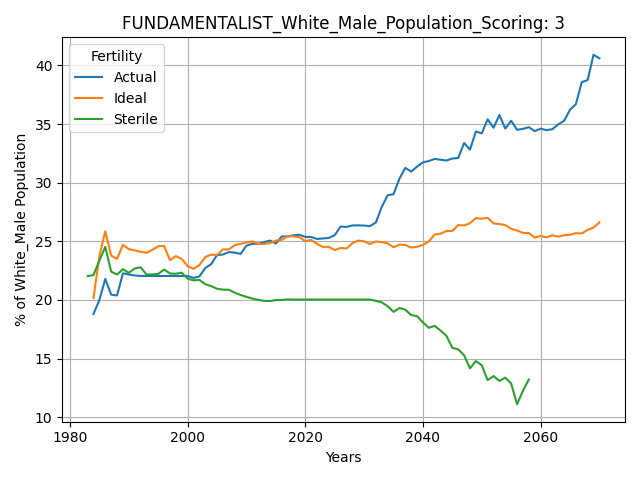 FUNDAMENTALIST_White_Male_Population_Scoring: 3
Fertility
Actual
Ideal
Sterile
% of White_Male Population
40
35
30
25
20
15
10
1980
2000
2020
2040
2060
Years